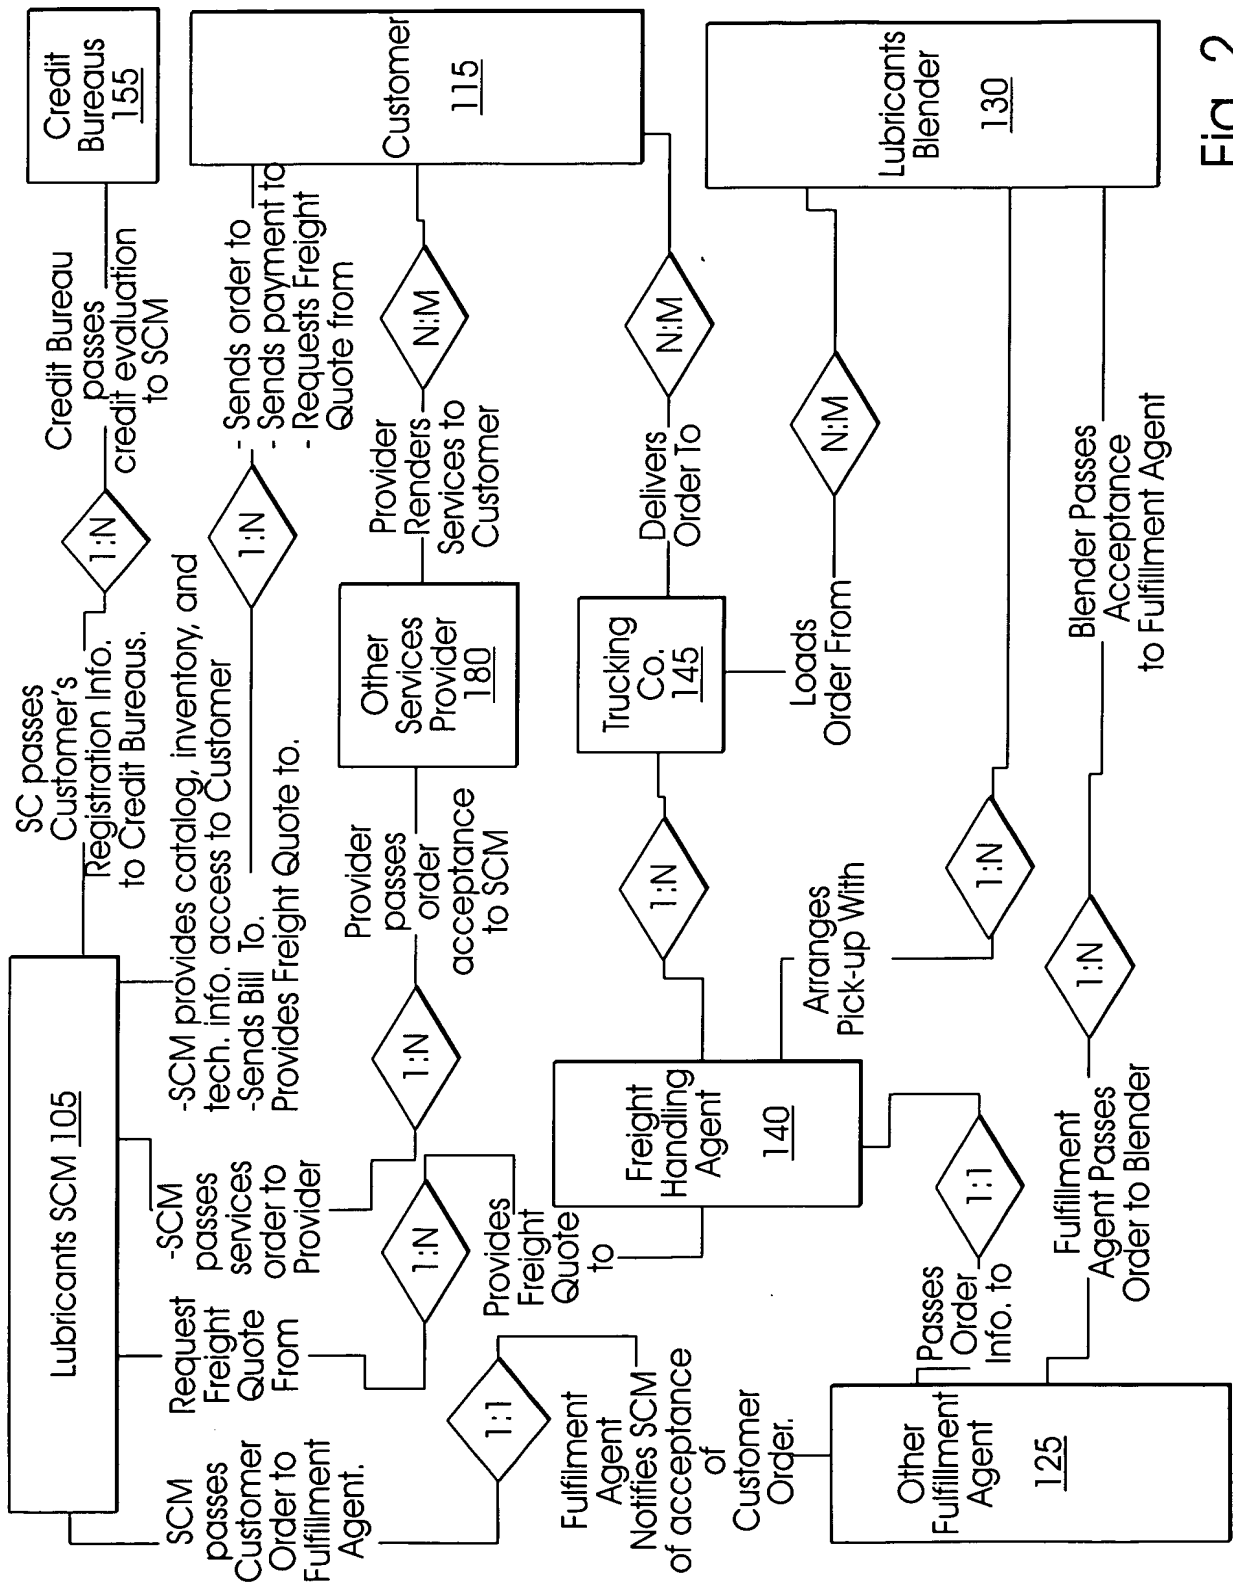 Lubricants SCM 105
SC passes
Customer's
Registration Info.
to Credit Bureaus.
1:N
Credit Bureau
passes
credit evaluation
to SCM
Credit
Bureaus
155
-SCM provides catalog, inventory, and
tech. info. access to Customer
-Sends Bill To.
Provides Freight Quote to.
1:N
- Sends order to
- Sends payment to
- Requests Freight
Quote from
Customer
115
-SCM
passes
services
order to
Provider
1:N
Provider
passes
order
acceptance
to SCM
Other
Services
Provider
180
Provider
Renders
Services to
Customer
N:M
Request
Freight
Quote
From
1:N
Provides
Freight
Quote
to
Freight
Handling
Agent
140
1:N
Trucking
Co.
145
Delivers
Order To
N:M
Loads
Order From
N:M
Lubricants
Blender
130
Arranges
Pick-up With
1:N
SCM
passes
Customer
Order to
Fulfillment
Agent.
1:1
Fulfilment
Agent
Notifies SCM
of acceptance
of
Customer
Order.
Other
Fulfillment
Agent
125
Passes
Order
Info. to
1:1
Fulfillment
Agent Passes
Order to Blender
1:N
Blender Passes
Acceptance
to Fulfillment Agent
Fig. 2